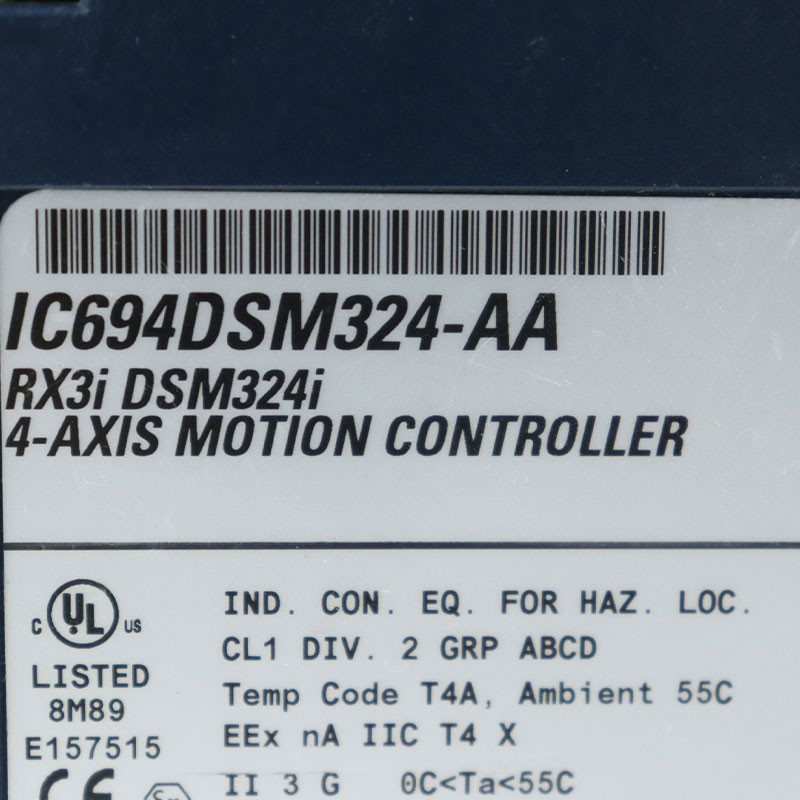 IC694DSM324-AA
RX3i DSM324i
4-AXIS MOTION CONTROLLER
C UL US
LISTED
8M89
E157515
IND. CON. EQ. FOR HAZ. LOC.
CL1 DIV. 2 GRP ABCD
Temp Code T4A, Ambient 55C
EEx nA IIC T4 X
II 3 G 0C<Ta<55C
CE